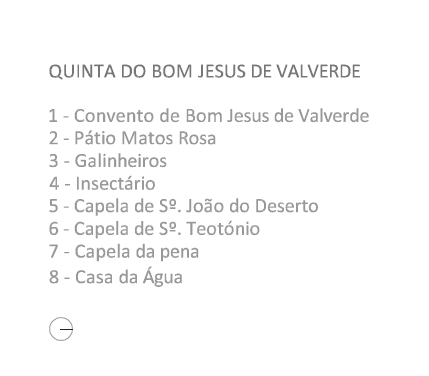 QUINTA DO BOM JESUS DE VALVERDE
1 - Convento de Bom Jesus de Valverde
2 - Pátio Matos Rosa
3 - Galinheiros
4 - Insectário
5 - Capela de Sº. João do Deserto
6 - Capela de Sº. Teotónio
7 - Capela da pena
8 - Casa da Água